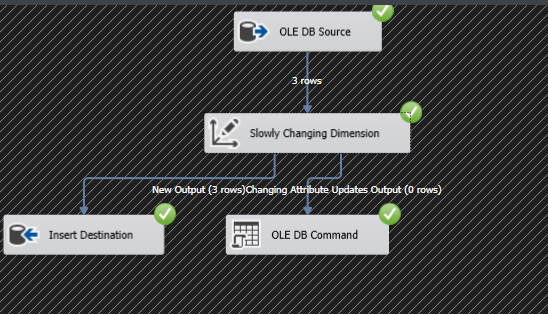 OLE DB Source
3 rows
Slowly Changing Dimension
New Output (3 rows)Changing Attribute Updates Output (0 rows)
Insert Destination
OLE DB Command